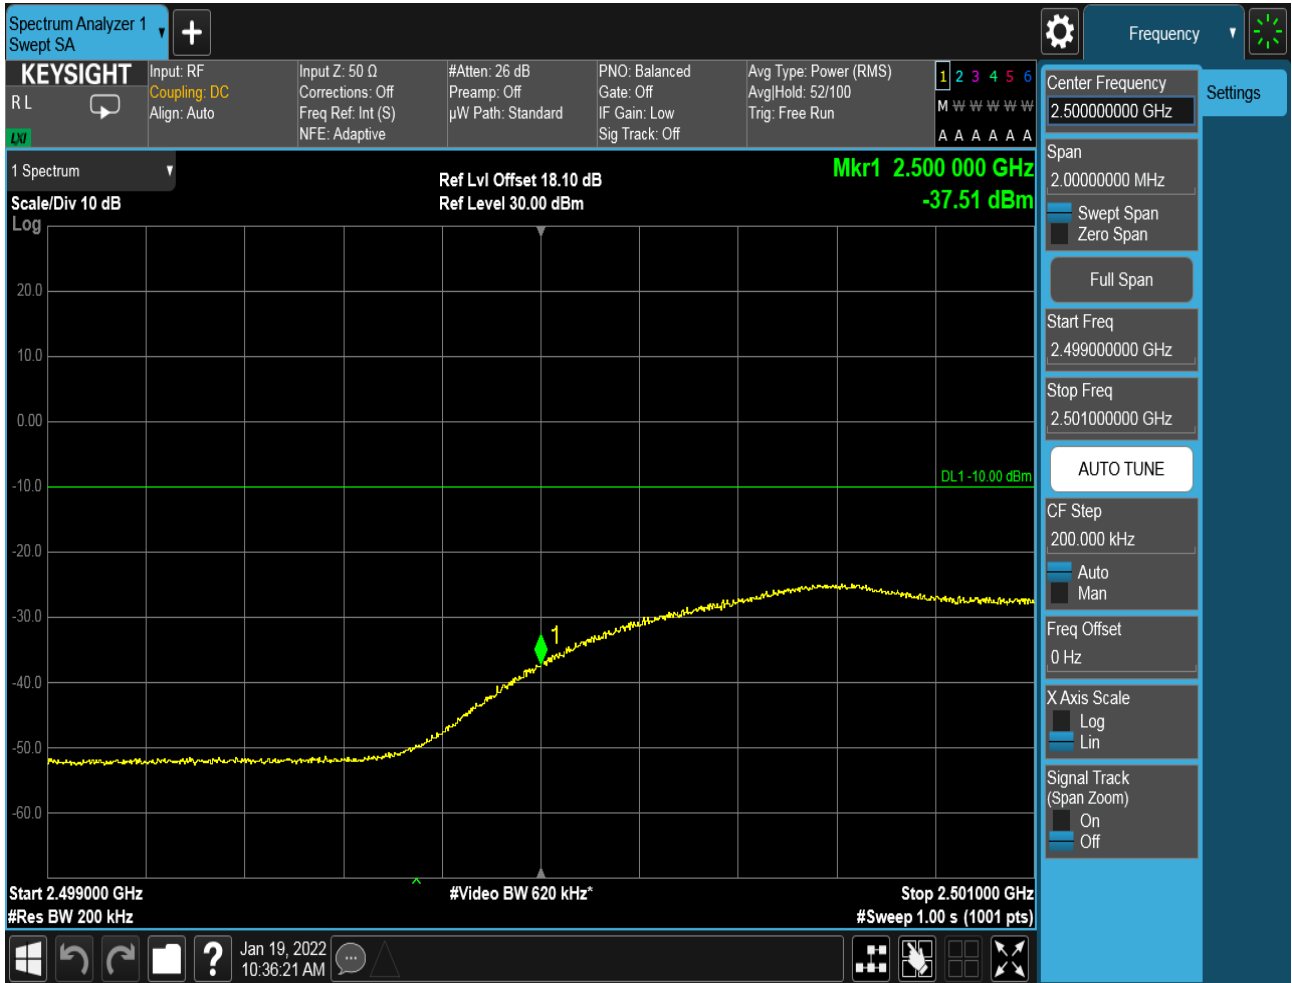 Spectrum Analyzer 1
Swept SA
Frequency
KEYSIGHT
R L
LXI
Input: RF
Coupling: DC
Align: Auto
Input Z: 50 Ω
Corrections: Off
Freq Ref: Int (S)
NFE: Adaptive
#Atten: 26 dB
Preamp: Off
µW Path: Standard
PNO: Balanced
Gate: Off
IF Gain: Low
Sig Track: Off
Avg Type: Power (RMS)
Avg|Hold: 52/100
Trig: Free Run
1 2 3 4 5 6
M W W W W W
A A A A A A
1 Spectrum
Scale/Div 10 dB
Log
Ref Lvl Offset 18.10 dB
Ref Level 30.00 dBm
Mkr1 2.500 000 GHz
-37.51 dBm
20.0
10.0
0.00
-10.0
-20.0
-30.0
-40.0
-50.0
-60.0
DL1 -10.00 dBm
1
Start 2.499000 GHz
#Res BW 200 kHz
#Video BW 620 kHz*
Stop 2.501000 GHz
#Sweep 1.00 s (1001 pts)
Center Frequency
2.500000000 GHz
Span
2.00000000 MHz
Swept Span
Zero Span
Full Span
Start Freq
2.499000000 GHz
Stop Freq
2.501000000 GHz
AUTO TUNE
CF Step
200.000 kHz
Auto
Man
Freq Offset
0 Hz
X Axis Scale
Log
Lin
Signal Track
(Span Zoom)
On
Off
Settings
?
Jan 19, 2022
10:36:21 AM